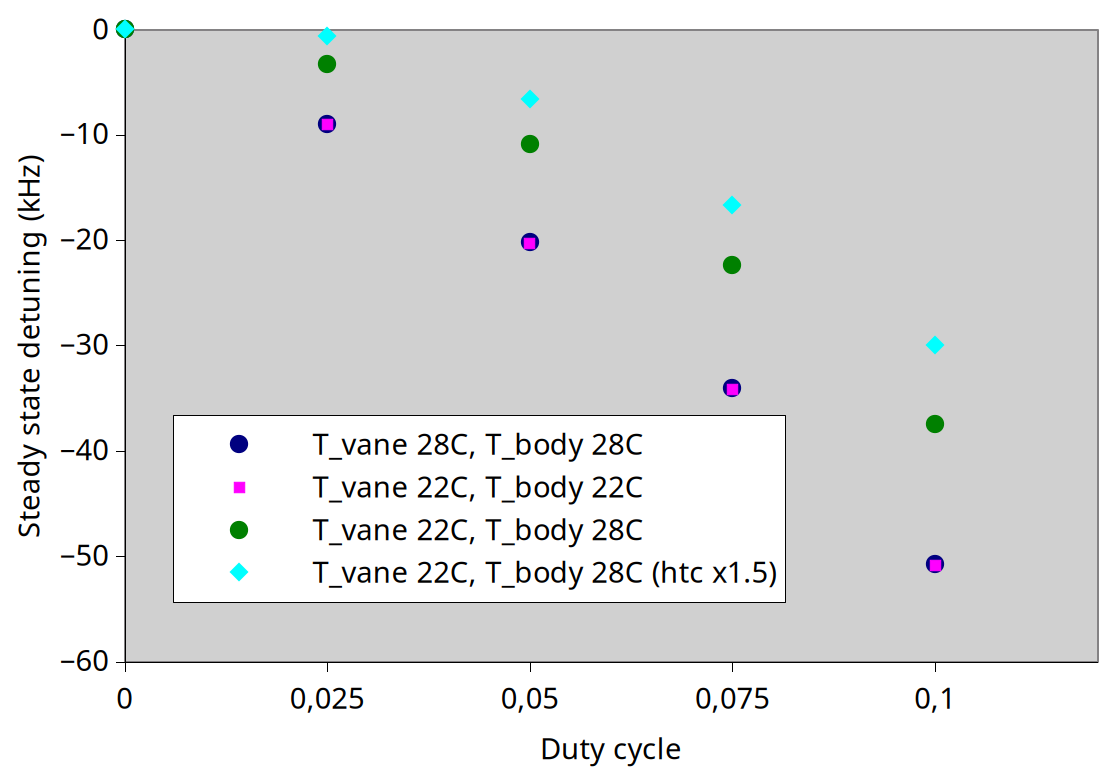 0
−10
−20
−30
−40
−50
−60
Steady state detuning (kHz)
T_vane 28C, T_body 28C
T_vane 22C, T_body 22C
T_vane 22C, T_body 28C
T_vane 22C, T_body 28C (htc x1.5)
0 0,025 0,05 0,075 0,1
Duty cycle